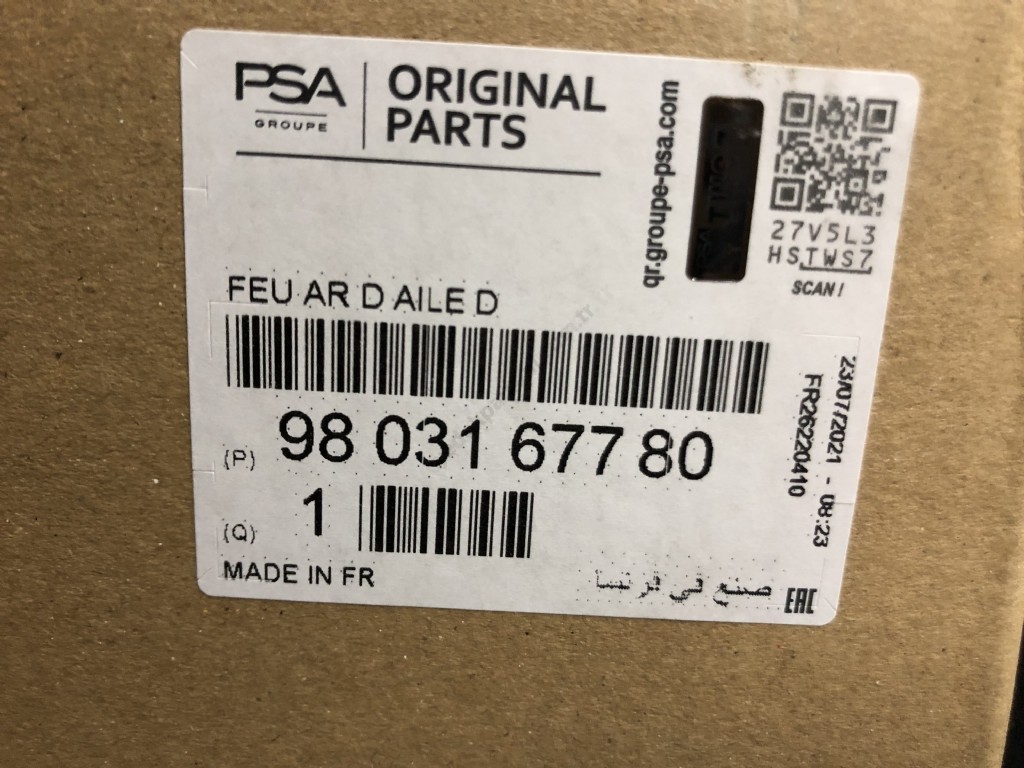 PSA
GROUPE
ORIGINAL
PARTS
qr.groupe-psa.com
27V5L3
HSTWS7
SCAN!
FEU AR D AILE D
(P) 98 031 677 80
(Q) 1
MADE IN FR
صنع في فرنسا
EAC
23/07/2021 - 08:23
FR26220410